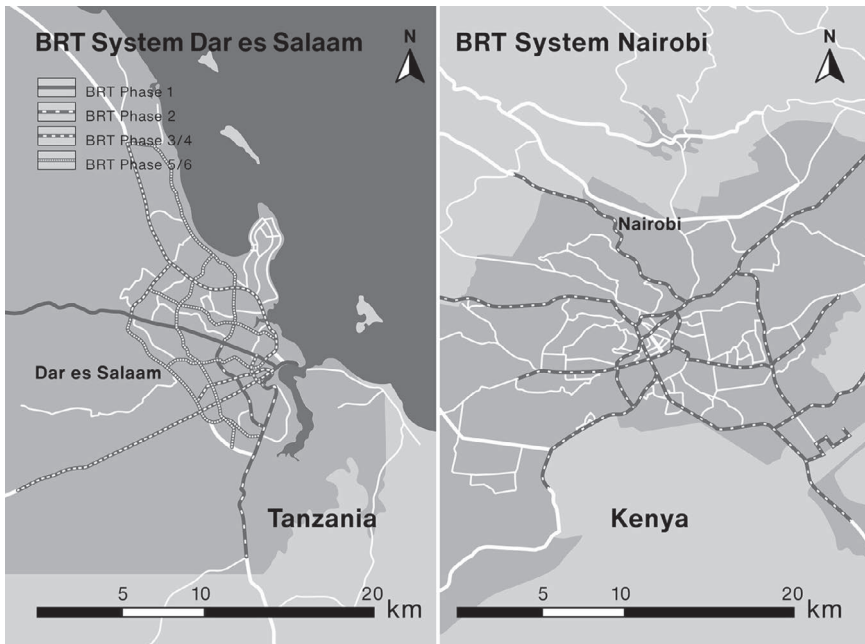 BRT System Dar es Salaam
N
BRT Phase 1
BRT Phase 2
BRT Phase 3/4
BRT Phase 5/6
Dar es Salaam
Tanzania
5 10 20 km
BRT System Nairobi
N
Nairobi
Kenya
5 10 20 km